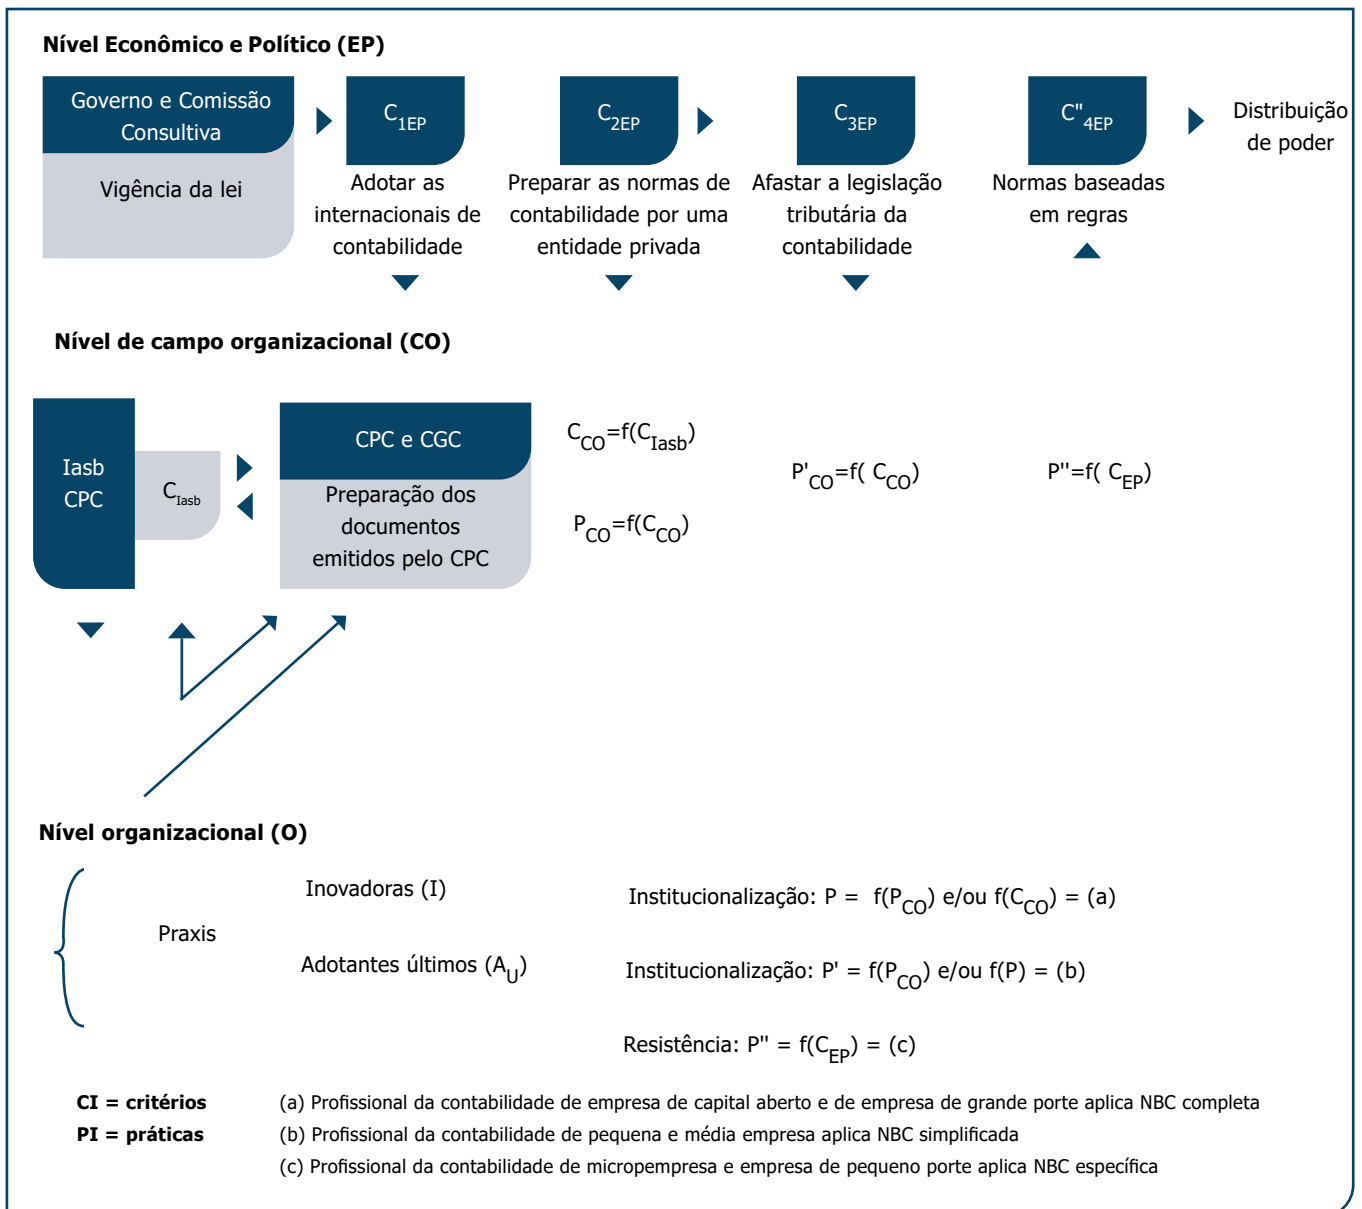 Nível Econômico e Político (EP)
Governo e Comissão
Consultiva
Vigência da lei
C1EP
Adotar as
internacionais de
contabilidade
C2EP
Preparar as normas de
contabilidade por uma
entidade privada
C3EP
Afastar a legislação
tributária da
contabilidade
C"4EP
Normas baseadas
em regras
Distribuição
de poder
Nível de campo organizacional (CO)
Iasb
CPC
CIasb
CPC e CGC
Preparação dos
documentos
emitidos pelo CPC
CCO=f(CIasb)
PCO=f(CCO)
P'CO=f( CCO)
P''=f( CEP)
Nível organizacional (O)
Praxis
Inovadoras (I)
Adotantes últimos (AU)
Institucionalização: P = f(PCO) e/ou f(CCO) = (a)
Institucionalização: P' = f(PCO) e/ou f(P) = (b)
Resistência: P'' = f(CEP) = (c)
CI = critérios
PI = práticas
(a) Profissional da contabilidade de empresa de capital aberto e de empresa de grande porte aplica NBC completa
(b) Profissional da contabilidade de pequena e média empresa aplica NBC simplificada
(c) Profissional da contabilidade de micropempresa e empresa de pequeno porte aplica NBC específica